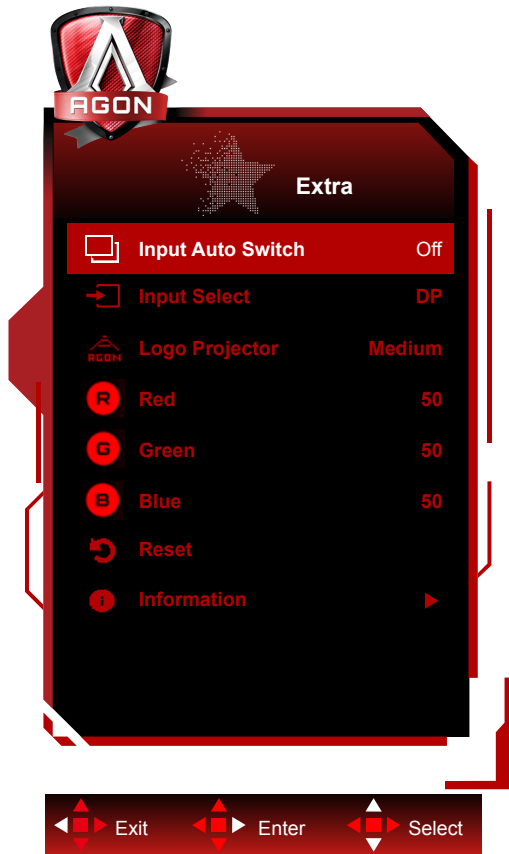 AGON
Extra
Input Auto Switch Off
Input Select DP
AGON Logo Projector Medium
R Red 50
G Green 50
B Blue 50
Reset
i Information
Exit Enter Select